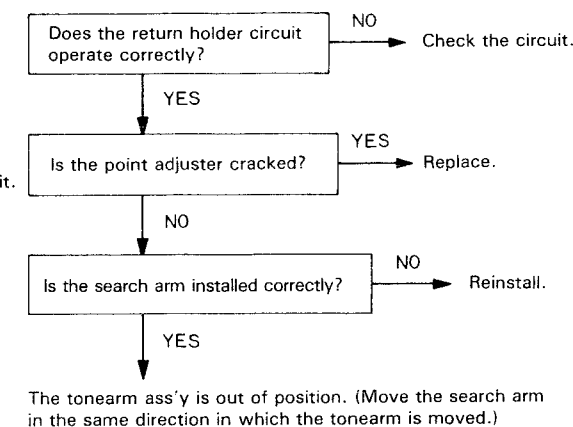 Does the return holder circuit
operate correctly?
NO
Check the circuit.
YES
Is the point adjuster cracked?
YES
Replace.
it.
NO
Is the search arm installed correctly?
NO
Reinstall.
YES
The tonearm ass'y is out of position. (Move the search arm
in the same direction in which the tonearm is moved.)